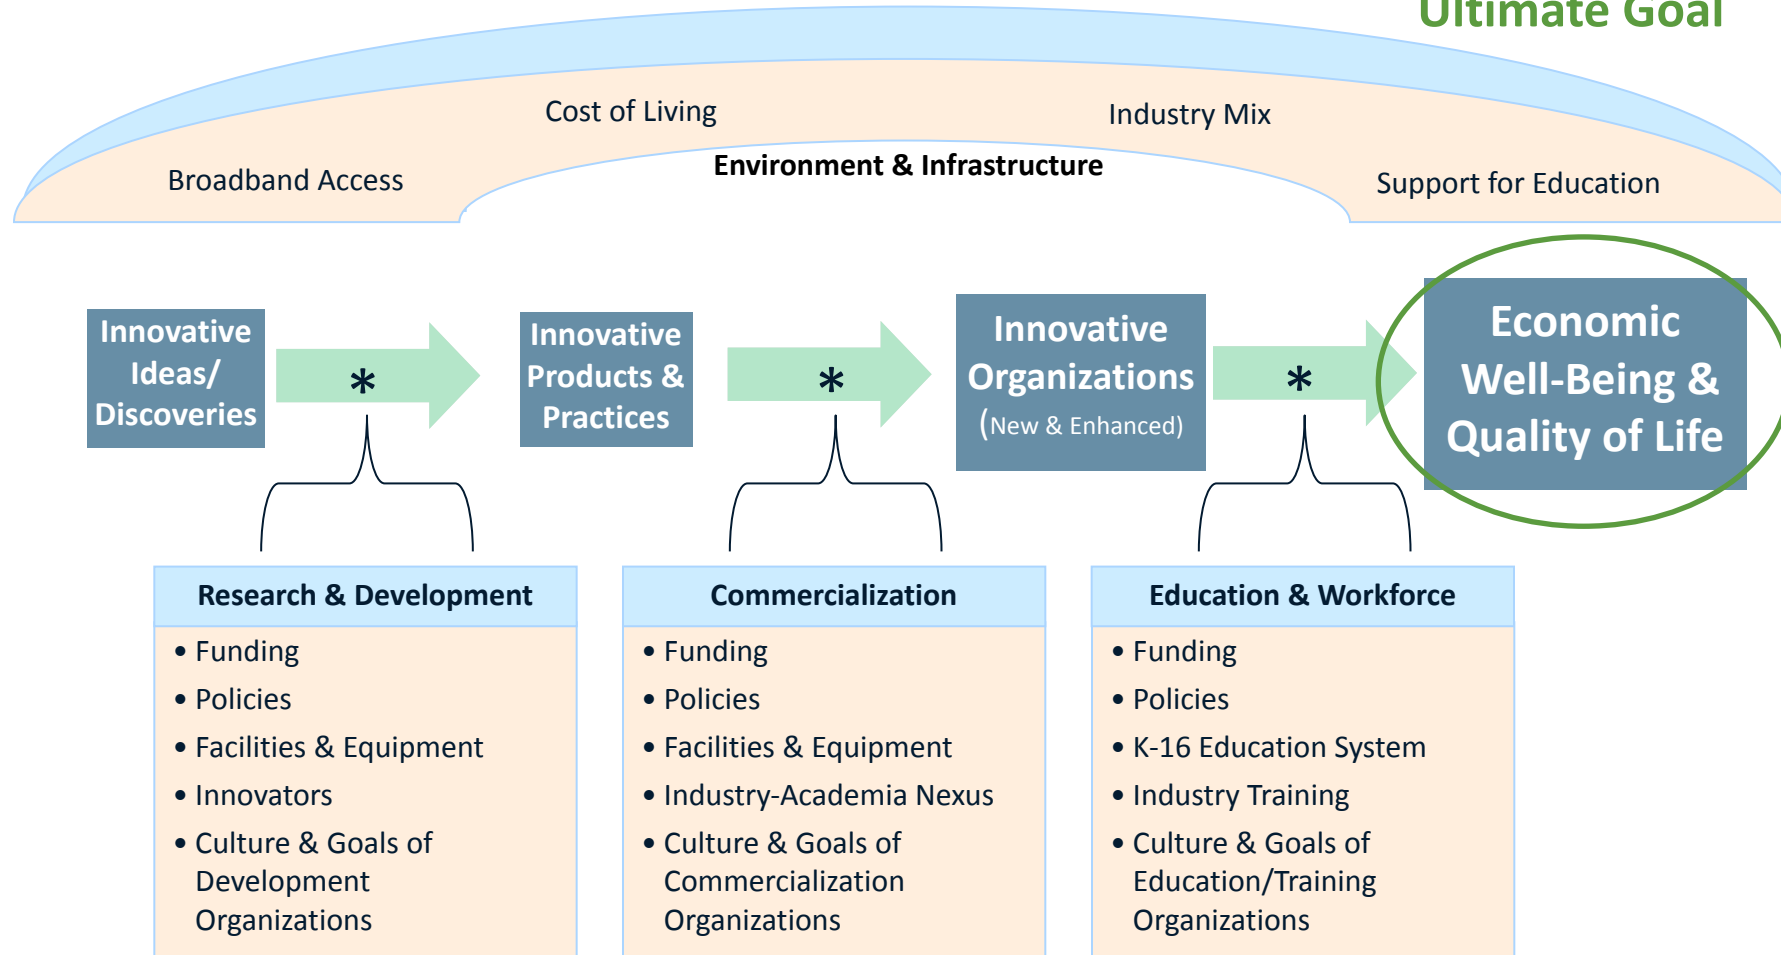 Ultimate Goal
Cost of Living
Industry Mix
Environment & Infrastructure
Broadband Access
Support for Education
Innovative
Ideas/
Discoveries
*
Innovative
Products &
Practices
*
Innovative
Organizations
(New & Enhanced)
*
Economic
Well-Being &
Quality of Life
Research & Development
• Funding
• Policies
• Facilities & Equipment
• Innovators
• Culture & Goals of
Development
Organizations
Commercialization
• Funding
• Policies
• Facilities & Equipment
• Industry-Academia Nexus
• Culture & Goals of
Commercialization
Organizations
Education & Workforce
• Funding
• Policies
• K-16 Education System
• Industry Training
• Culture & Goals of
Education/Training
Organizations